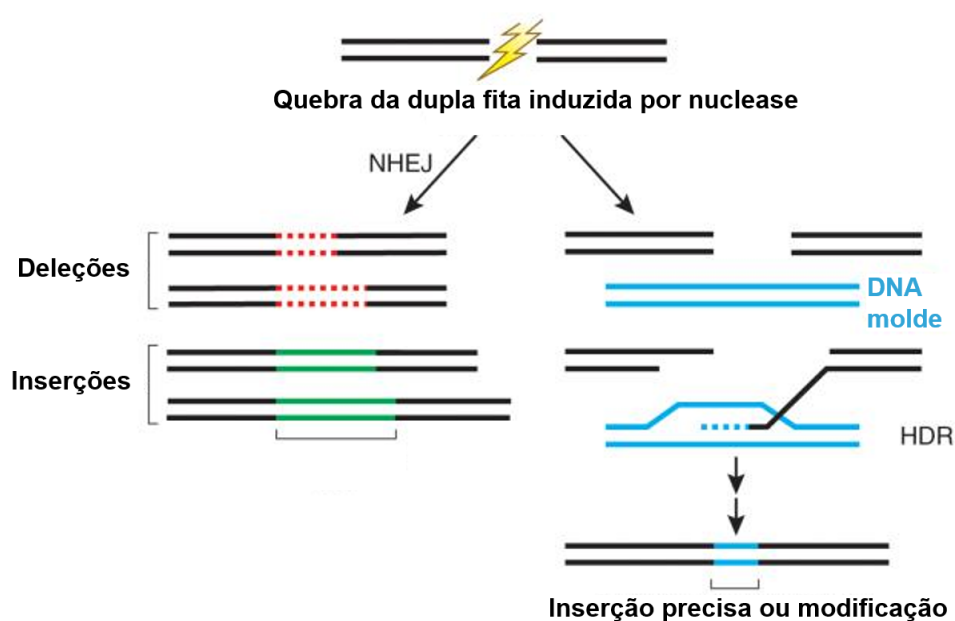 Quebra da dupla fita induzida por nuclease
NHEJ
Deleções
DNA
molde
Inserções
HDR
Inserção precisa ou modificação